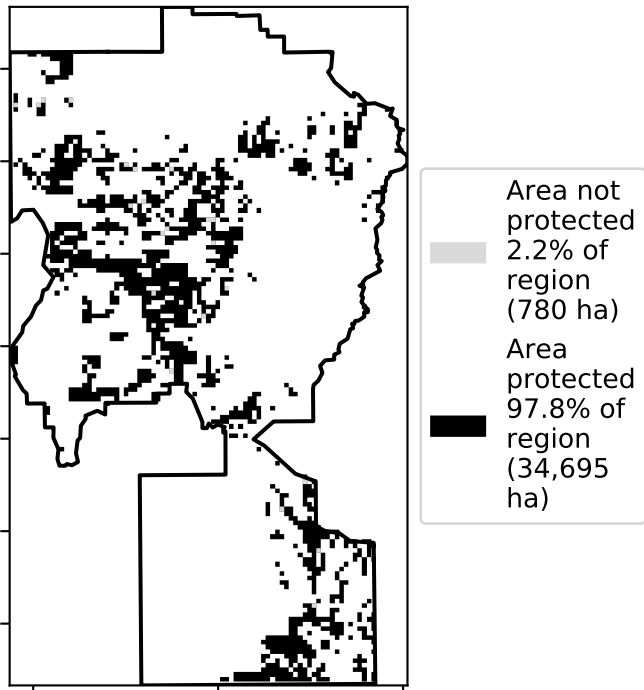 Area not
protected
2.2% of
region
(780 ha)
Area
protected
97.8% of
region
(34,695
ha)